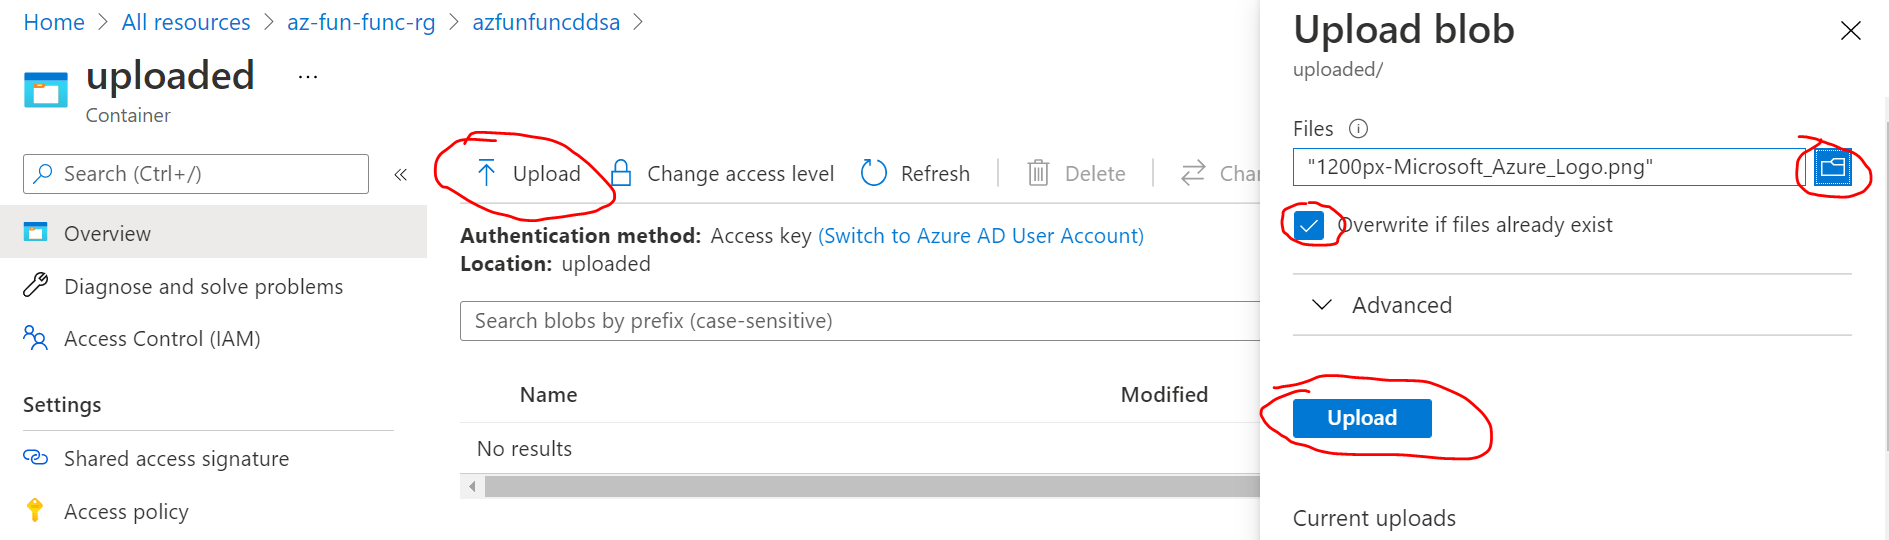 Home > All resources > az-fun-func-rg > azfunfuncddsa >
uploaded ...
Container
Search (Ctrl+/)
«
Overview
Diagnose and solve problems
Access Control (IAM)
Settings
Shared access signature
Access policy
Upload Change access level Refresh Delete Chan
Authentication method: Access key (Switch to Azure AD User Account)
Location: uploaded
Search blobs by prefix (case-sensitive)
Name Modified
No results
Upload blob
uploaded/
Files
"1200px-Microsoft_Azure_Logo.png"
Overwrite if files already exist
Advanced
Upload
Current uploads